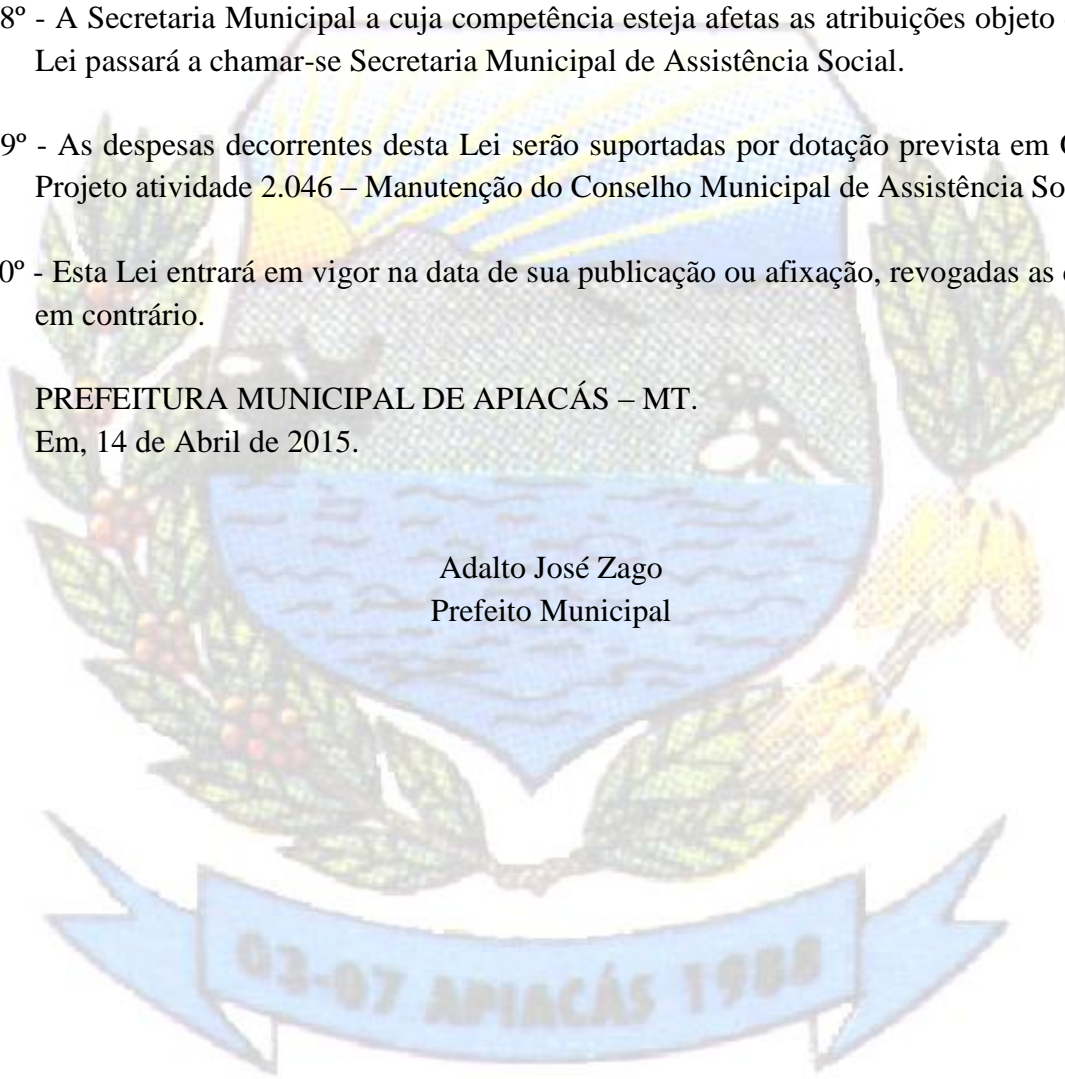 8º - A Secretaria Municipal a cuja competência esteja afetas as atribuições objeto
Lei passará a chamar-se Secretaria Municipal de Assistência Social.
9º - As despesas decorrentes desta Lei serão suportadas por dotação prevista em
Projeto atividade 2.046 – Manutenção do Conselho Municipal de Assistência So
0º - Esta Lei entrará em vigor na data de sua publicação ou afixação, revogadas as
em contrário.
PREFEITURA MUNICIPAL DE APIACÁS – MT.
Em, 14 de Abril de 2015.
Adalto José Zago
Prefeito Municipal
03-07 APIACÁS 1988